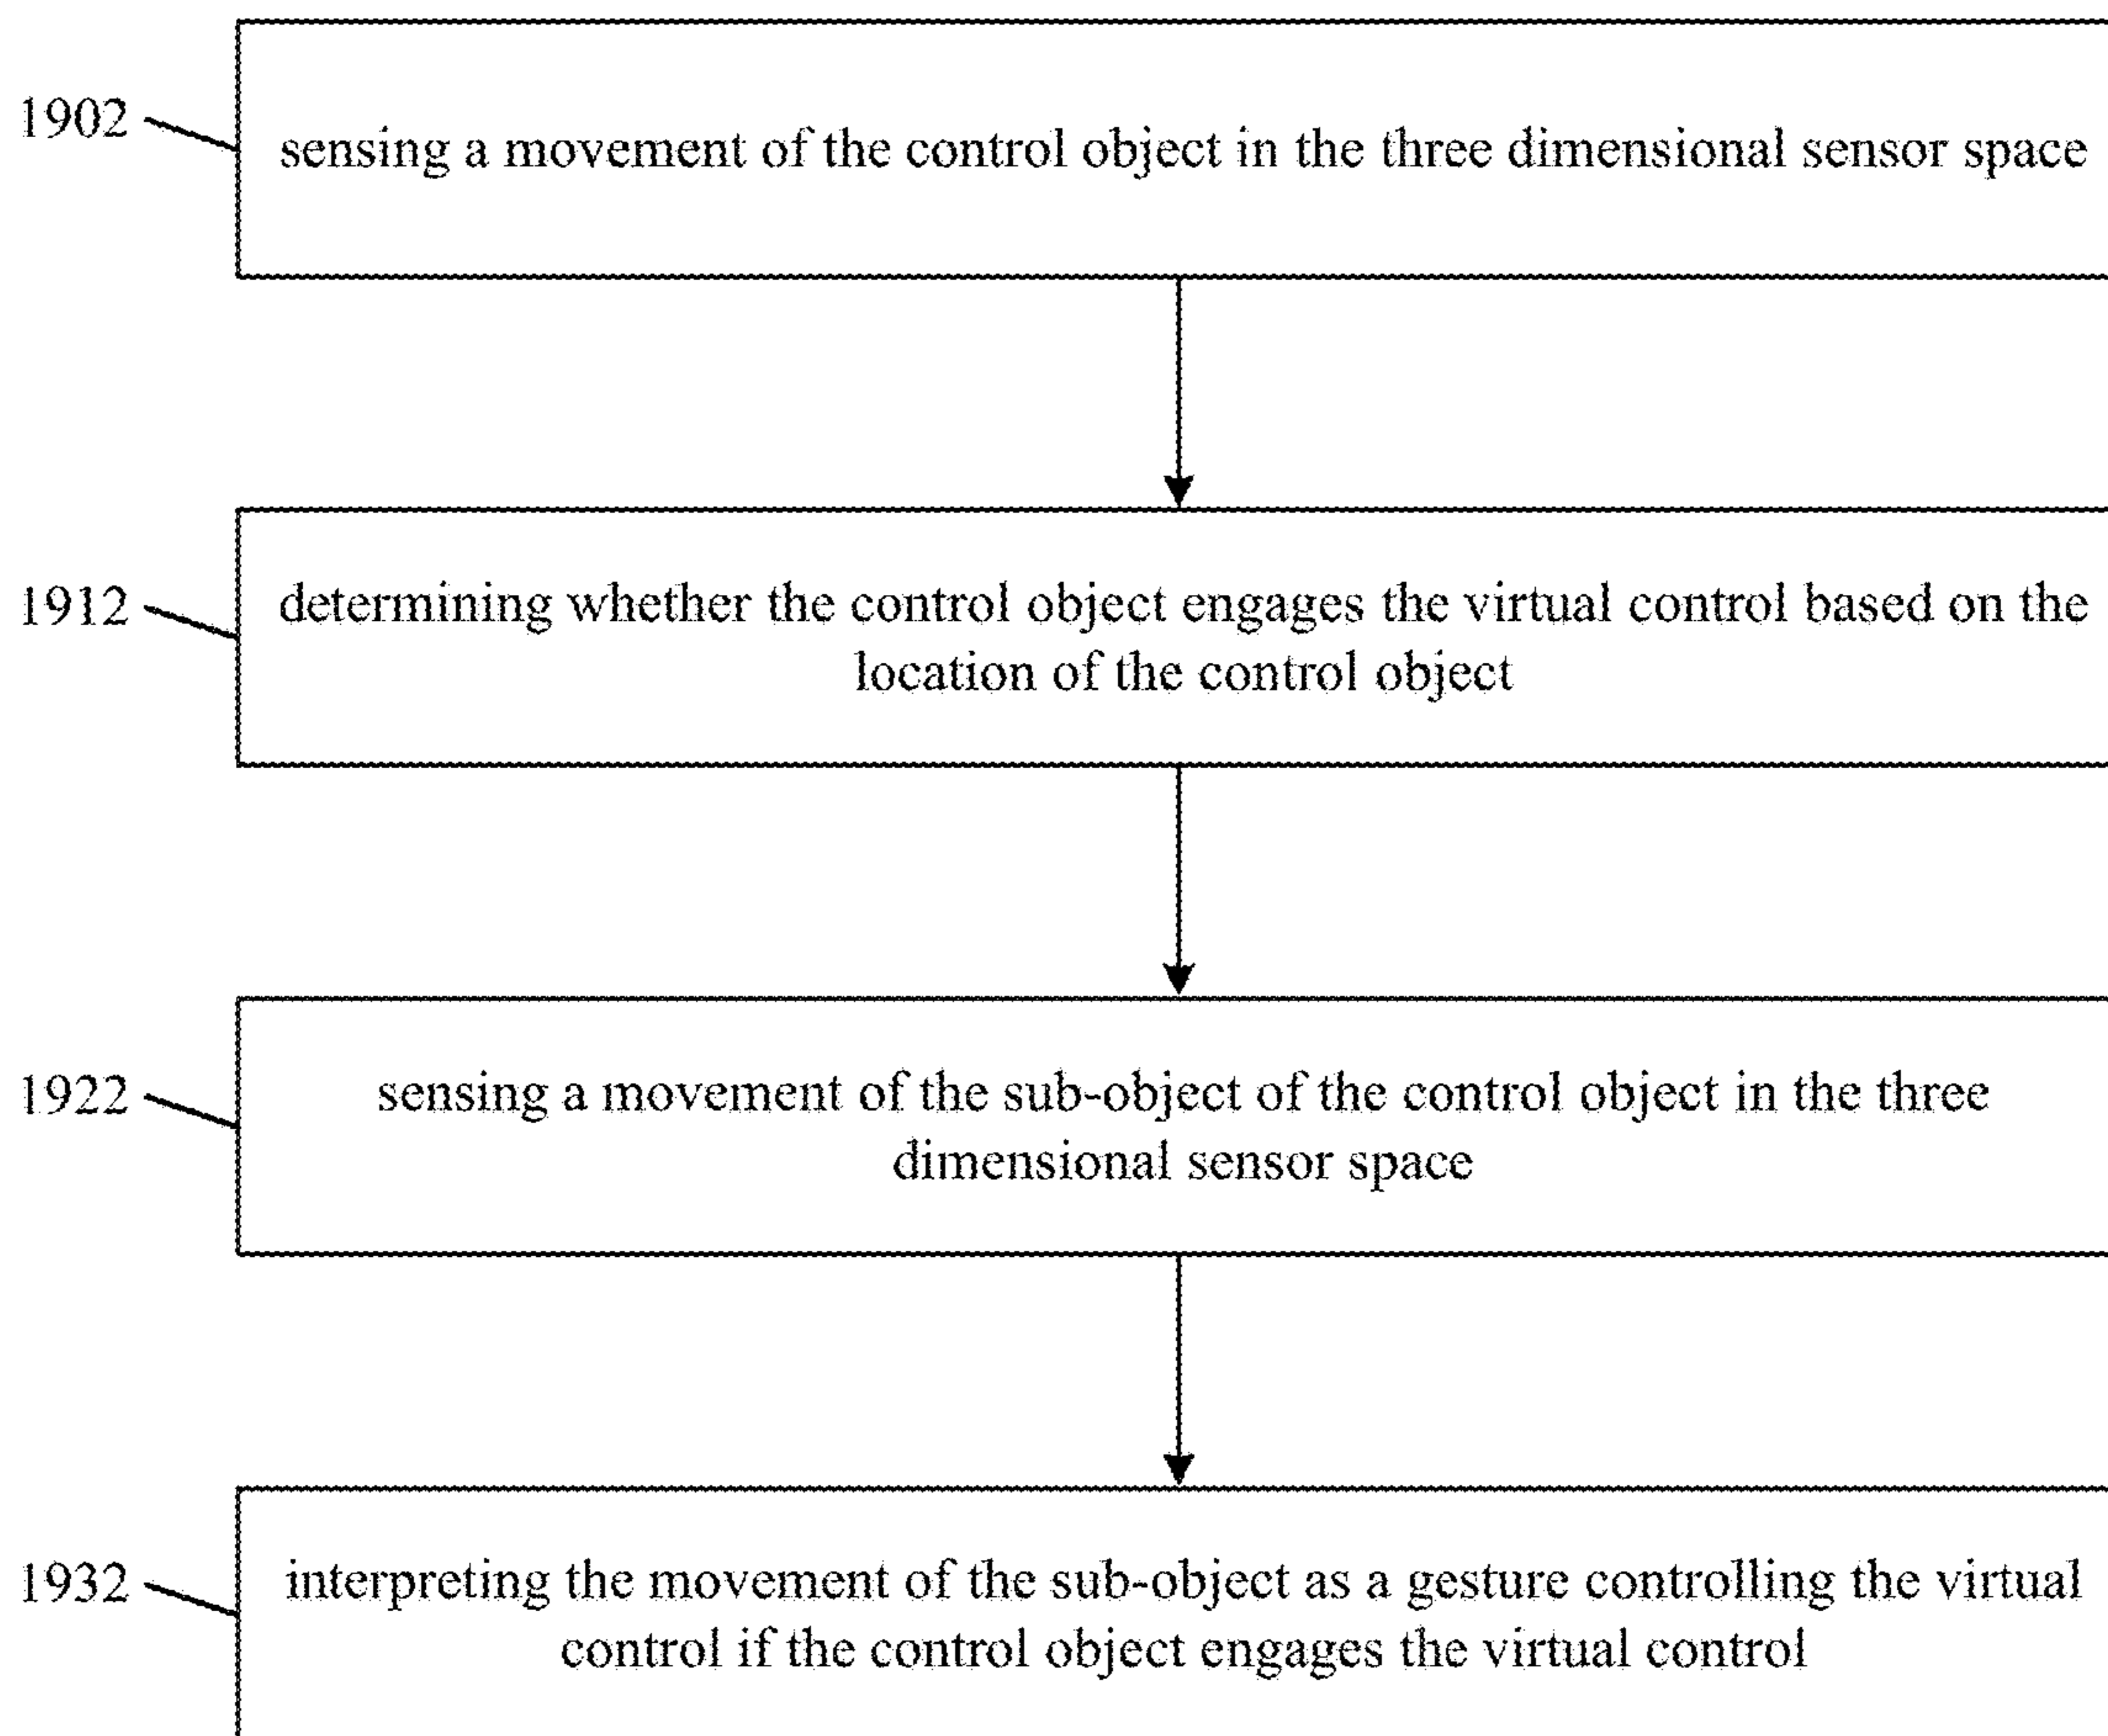 1902
sensing a movement of the control object in the three dimensional sensor space
1912
determining whether the control object engages the virtual control based on the
location of the control object
1922
sensing a movement of the sub-object of the control object in the three
dimensional sensor space
1932
interpreting the movement of the sub-object as a gesture controlling the virtual
control if the control object engages the virtual control